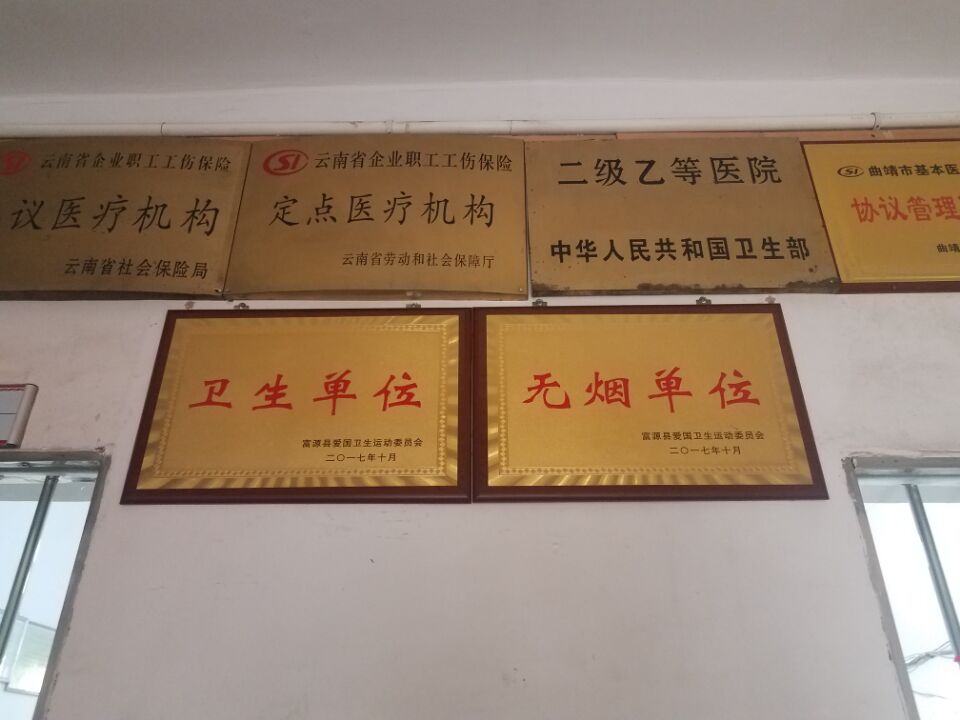 云南省企业职工工伤保险
议医疗机构
云南省社会保险局
SI 云南省企业职工工伤保险
定点医疗机构
云南省劳动和社会保障厅
二级乙等医院
中华人民共和国卫生部
SI 曲靖市基本医
协议管理
曲靖
卫生单位
富源县爱国卫生运动委员会
二〇一七年十月
无烟单位
富源县爱国卫生运动委员会
二〇一七年十月